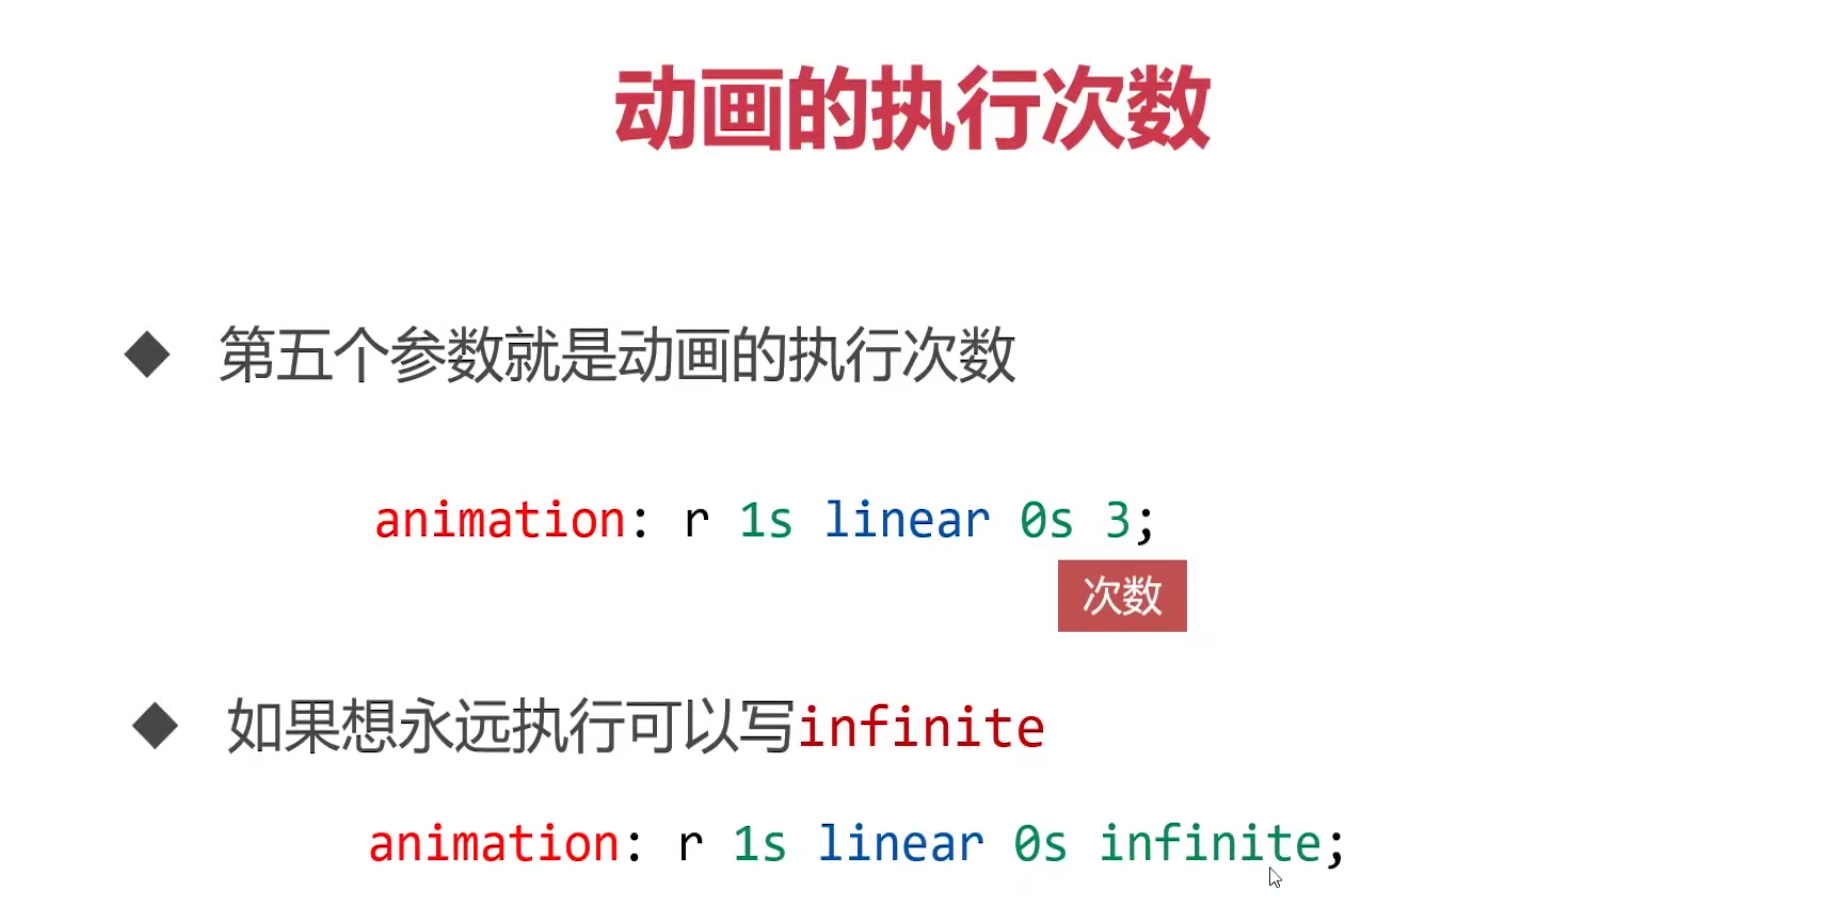 动画的执行次数
第五个参数就是动画的执行次数
animation: r 1s linear 0s 3;
次数
如果想永远执行可以写infinite
animation: r 1s linear 0s infinite;